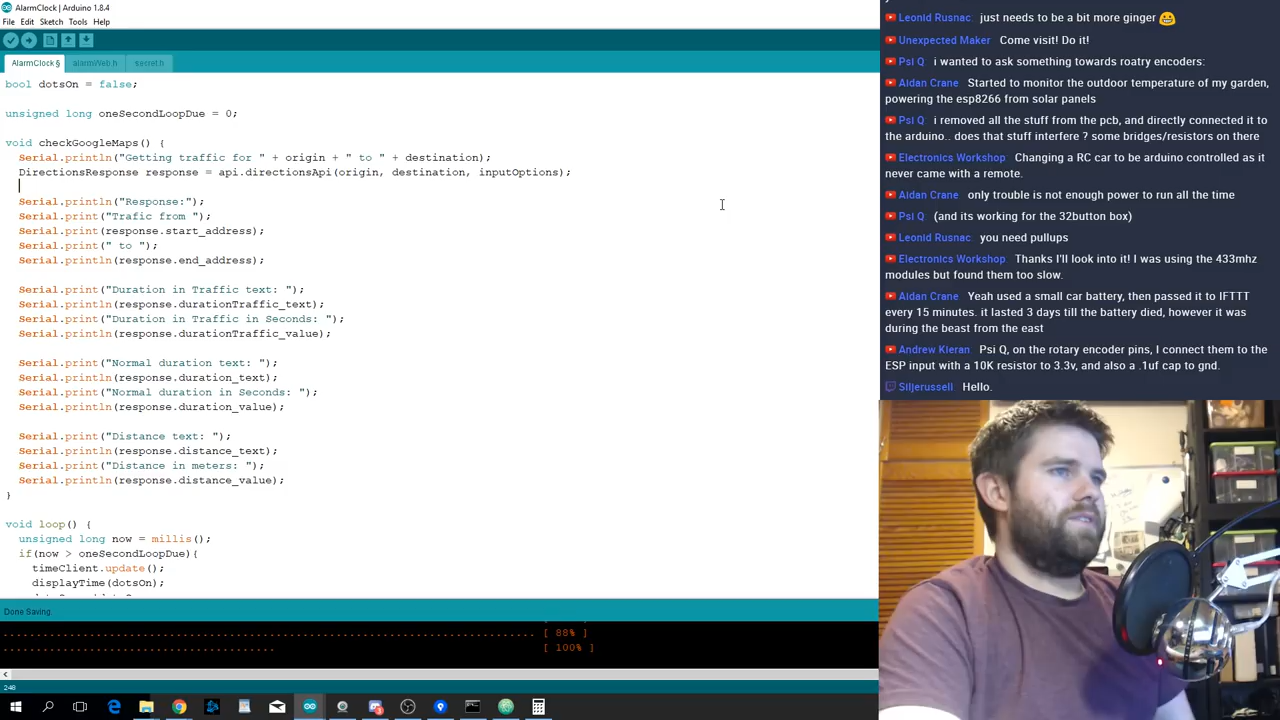 AlarmClock | Arduino 1.8.4
File Edit Sketch Tools Help
AlarmClock § alarmWeb.h secret.h
bool dotsOn = false;
unsigned long oneSecondLoopDue = 0;
void checkGoogleMaps() {
Serial.println("Getting traffic for " + origin + " to " + destination);
DirectionsResponse response = api.directionsApi(origin, destination, inputOptions);
Serial.println("Response:");
Serial.print("Trafic from ");
Serial.print(response.start_address);
Serial.print(" to ");
Serial.println(response.end_address);
Serial.print("Duration in Traffic text: ");
Serial.println(response.durationTraffic_text);
Serial.print("Duration in Traffic in Seconds: ");
Serial.println(response.durationTraffic_value);
Serial.print("Normal duration text: ");
Serial.println(response.duration_text);
Serial.print("Normal duration in Seconds: ");
Serial.println(response.duration_value);
Serial.print("Distance text: ");
Serial.println(response.distance_text);
Serial.print("Distance in meters: ");
Serial.println(response.distance_value);
}
void loop() {
unsigned long now = millis();
if(now > oneSecondLoopDue){
timeClient.update();
displayTime(dotsOn);
Done Saving.
[ 88% ]
[ 100% ]
248
Leonid Rusnac just needs to be a bit more ginger
Unexpected Maker Come visit! Do it!
Psi Q i wanted to ask something towards roatry encoders:
Aidan Crane Started to monitor the outdoor temperature of my garden,
powering the esp8266 from solar panels
Psi Q i removed all the stuff from the pcb, and directly connected it to
the arduino.. does that stuff interfere ? some bridges/resistors on there
Electronics Workshop Changing a RC car to be arduino controlled as it
never came with a remote.
Aidan Crane only trouble is not enough power to run all the time
Psi Q (and its working for the 32button box)
Leonid Rusnac you need pullups
Electronics Workshop Thanks I'll look into it! I was using the 433mhz
modules but found them too slow.
Aidan Crane Yeah used a small car battery, then passed it to IFTTT
every 15 minutes. it lasted 3 days till the battery died, however it was
during the beast from the east
Andrew Kleran Psi Q, on the rotary encoder pins, I connect them to the
ESP input with a 10K resistor to 3.3v, and also a .1uf cap to gnd.
Siljerussell Hello.